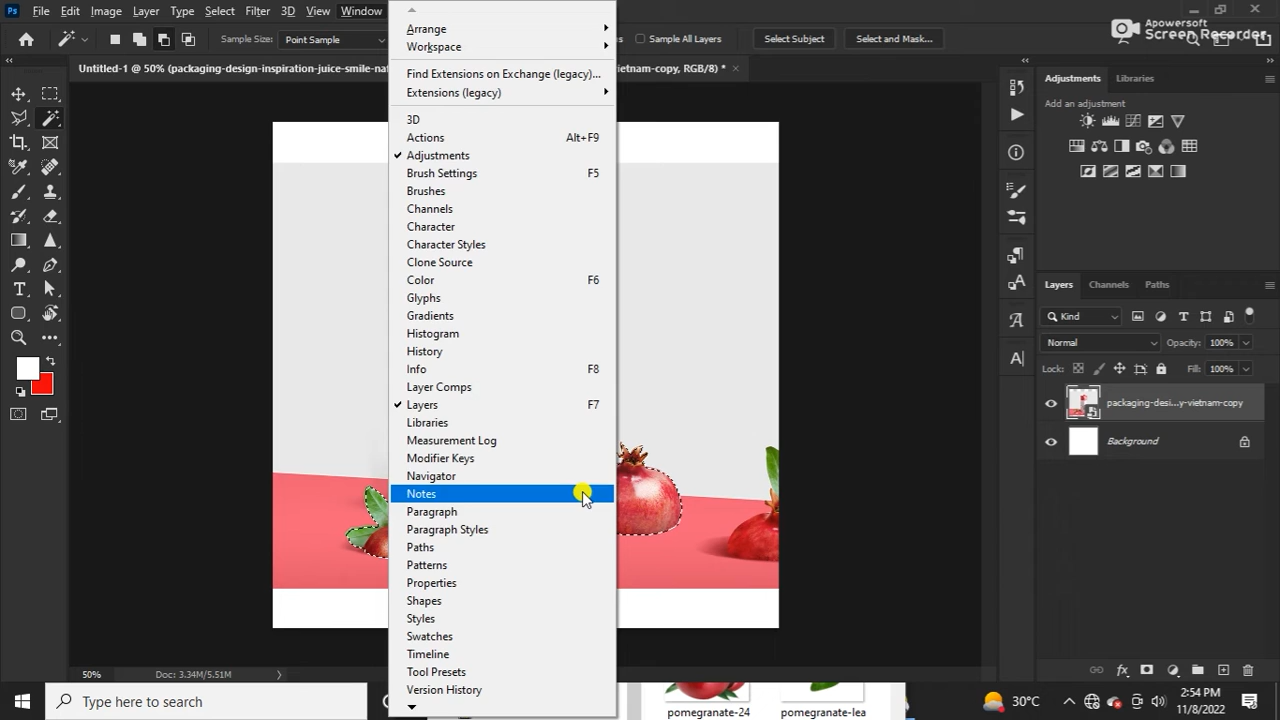 Ps File Edit Image Layer Type Select Filter 3D View Window
Apowersoft
Screen Recorder
Sample Size: Point Sample Sample All Layers Select Subject Select and Mask...
Untitled-1 @ 50% (packaging-design-inspiration-juice-smile-na
ietnam-copy, RGB/8) *
Arrange
Workspace
Find Extensions on Exchange (legacy)...
Extensions (legacy)
3D
Actions Alt+F9
Adjustments
Brush Settings F5
Brushes
Channels
Character
Character Styles
Clone Source
Color F6
Glyphs
Gradients
Histogram
History
Info F8
Layer Comps
Layers F7
Libraries
Measurement Log
Modifier Keys
Navigator
Notes
Paragraph
Paragraph Styles
Paths
Patterns
Properties
Shapes
Styles
Swatches
Timeline
Tool Presets
Version History
Adjustments Libraries
Add an adjustment
Layers Channels Paths
Kind
Normal Opacity: 100%
Lock: Fill: 100%
packaging-desi...y-vietnam-copy
Background
50% Doc: 3.34M/5.51M
pomegranate-24 pomegranate-lea
Type here to search
30°C
2:54 PM
11/8/2022